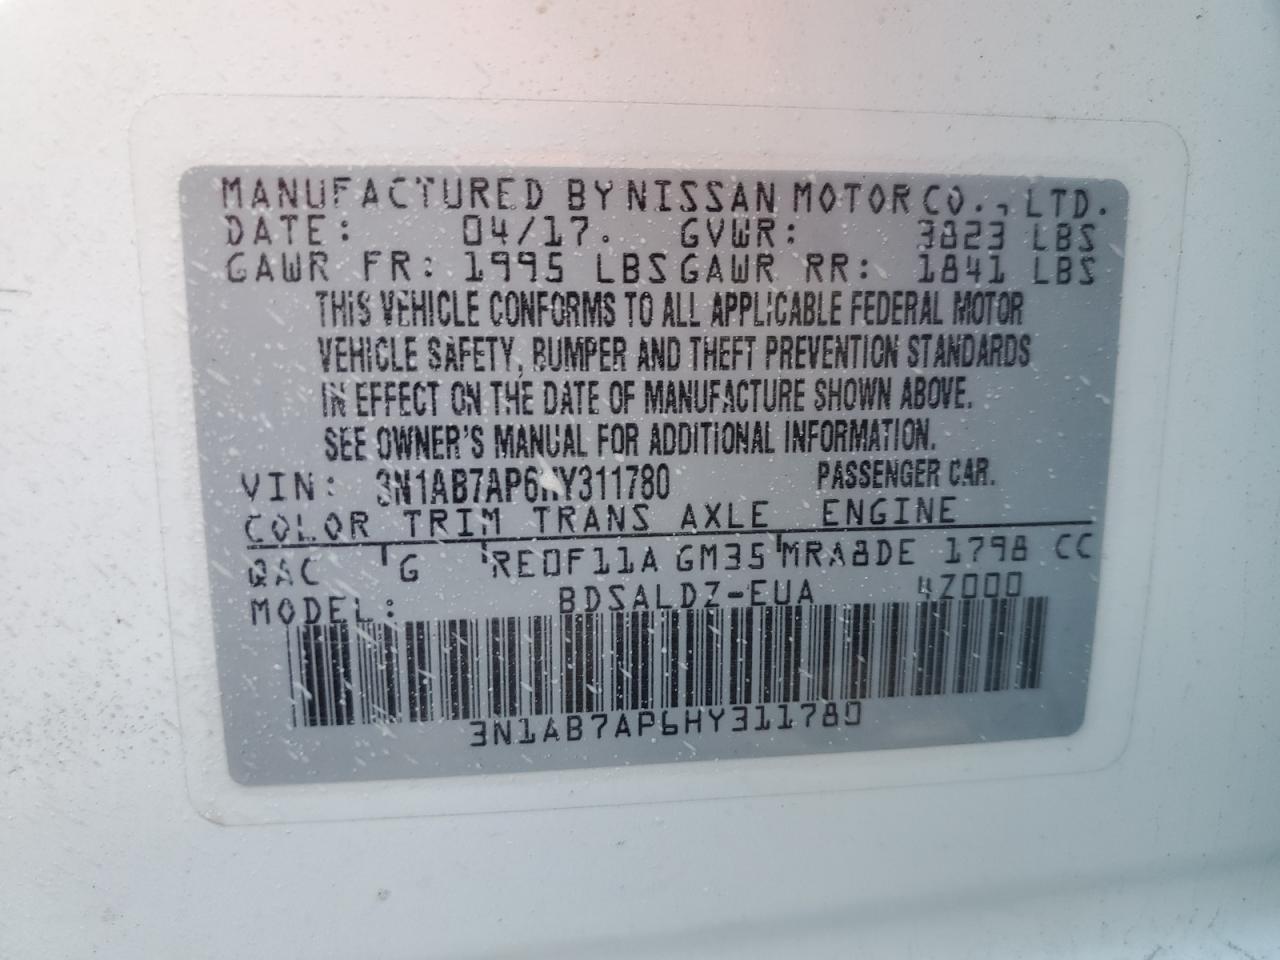 MANUFACTURED BY NISSAN MOTOR CO., LTD.
DATE: 04/17. GVWR: 3823 LBS
GAWR FR: 1995 LBS GAWR RR: 1841 LBS
THIS VEHICLE CONFORMS TO ALL APPLICABLE FEDERAL MOTOR
VEHICLE SAFETY, BUMPER AND THEFT PREVENTION STANDARDS
IN EFFECT ON THE DATE OF MANUFACTURE SHOWN ABOVE.
SEE OWNER'S MANUAL FOR ADDITIONAL INFORMATION.
VIN: 3N1AB7AP6HY311780 PASSENGER CAR.
COLOR TRIM TRANS AXLE ENGINE
QAC G RE0F11A GM35 MRA8DE 1798 CC
MODEL: BDSALDZ-EUA 4Z000
3N1AB7AP6HY311780